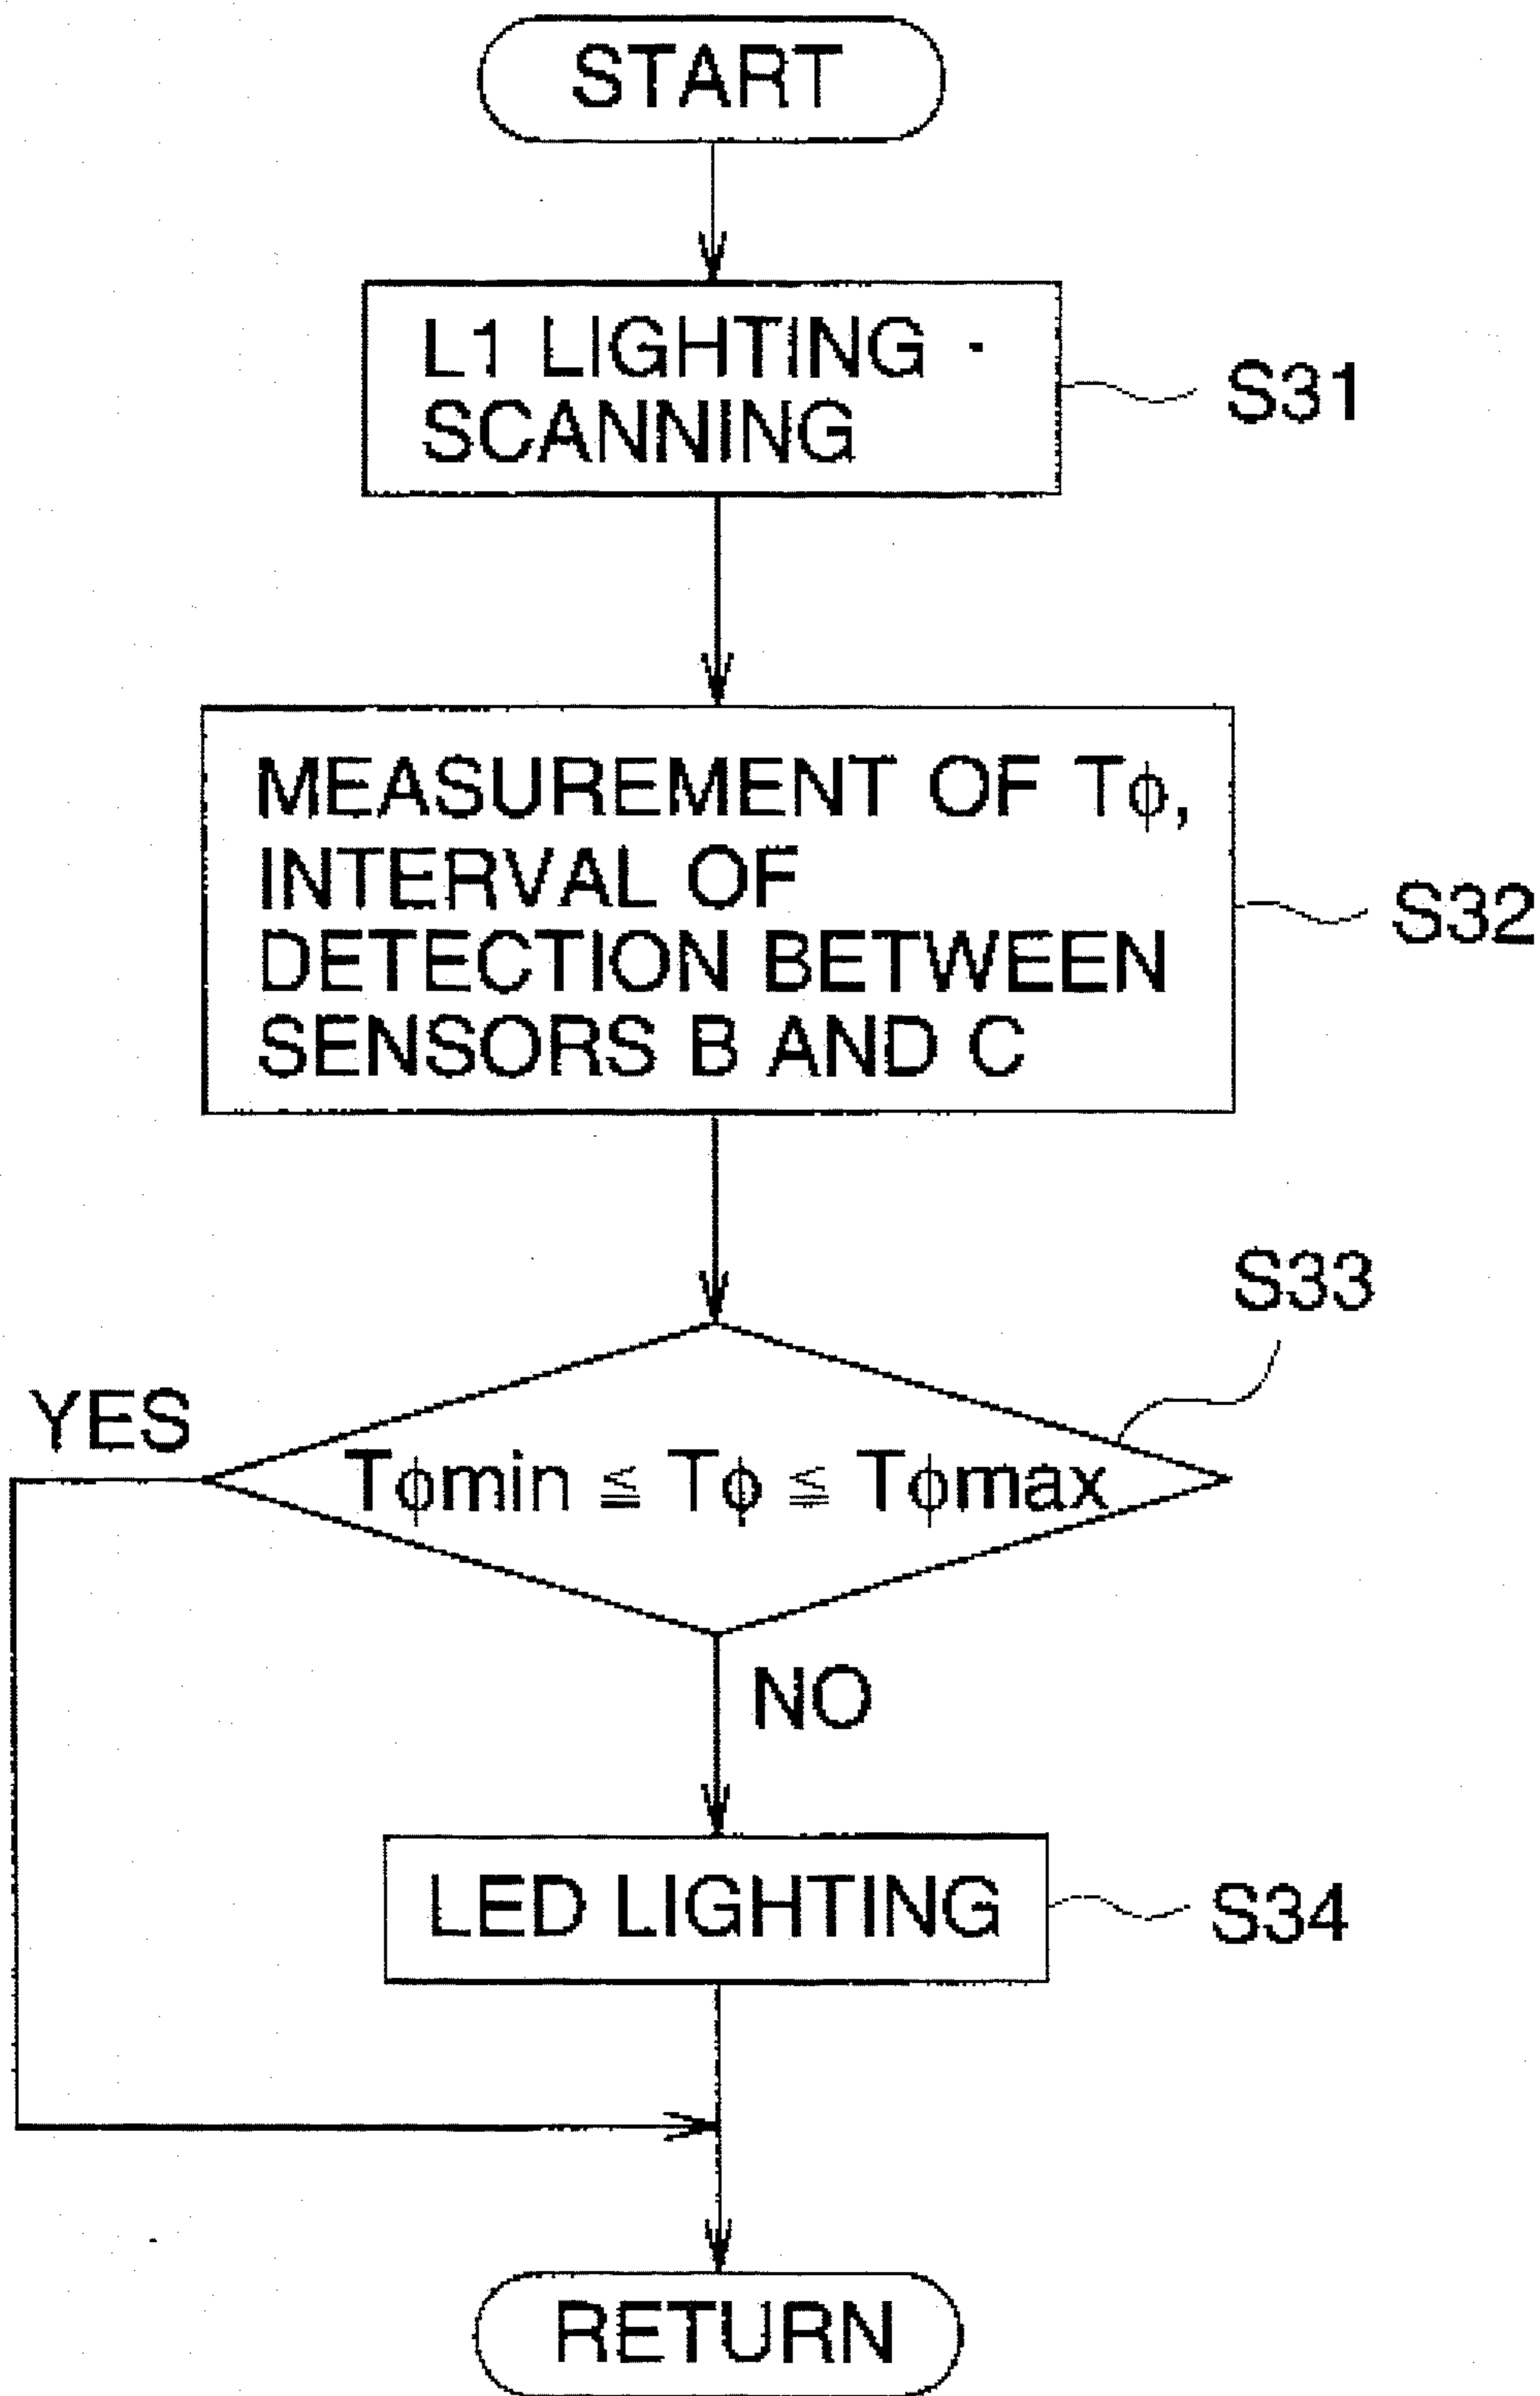 START
L1 LIGHTING ·
SCANNING
S31
MEASUREMENT OF Tϕ,
INTERVAL OF
DETECTION BETWEEN
SENSORS B AND C
S32
S33
YES
Tϕmin ≦ Tϕ ≦ Tϕmax
NO
LED LIGHTING
S34
RETURN